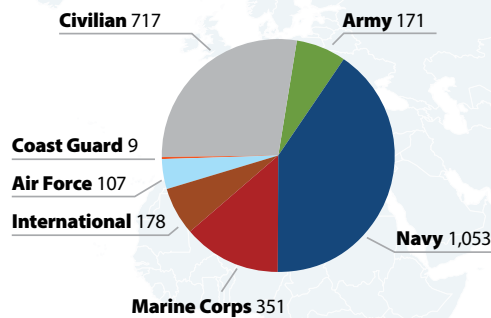 Civilian 717
Army 171
Coast Guard 9
Air Force 107
International 178
Navy 1,053
Marine Corps 351